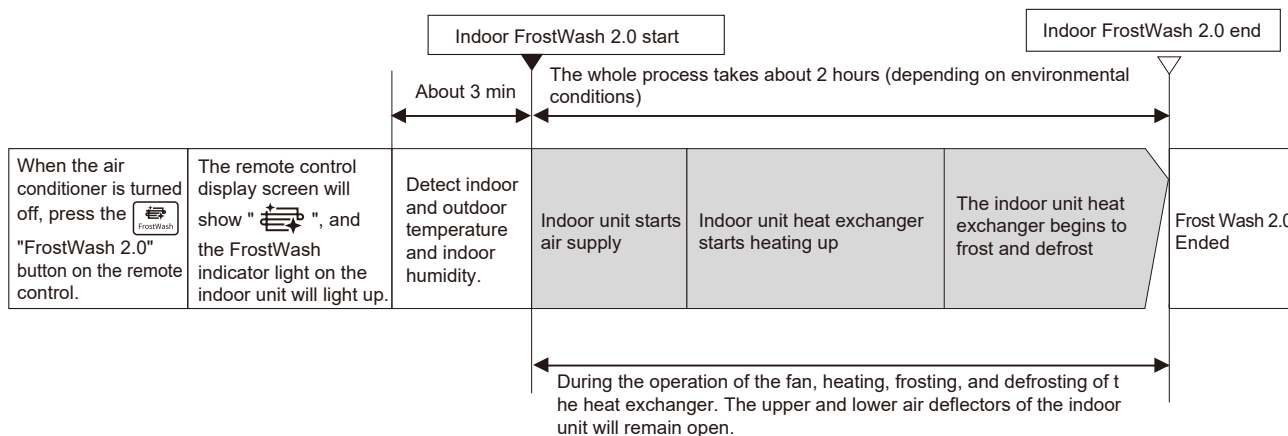 Indoor FrostWash 2.0 start
Indoor FrostWash 2.0 end
About 3 min
The whole process takes about 2 hours (depending on environmental
conditions)
When the air
conditioner is turned
off, press the
FrostWash
"FrostWash 2.0"
button on the remote
control.
The remote control
display screen will
show " ", and
the FrostWash
indicator light on the
indoor unit will light up.
Detect indoor
and outdoor
temperature
and indoor
humidity.
Indoor unit starts
air supply
Indoor unit heat exchanger
starts heating up
The indoor unit heat
exchanger begins to
frost and defrost
Frost Wash 2.0
Ended
During the operation of the fan, heating, frosting, and defrosting of t
he heat exchanger. The upper and lower air deflectors of the indoor
unit will remain open.